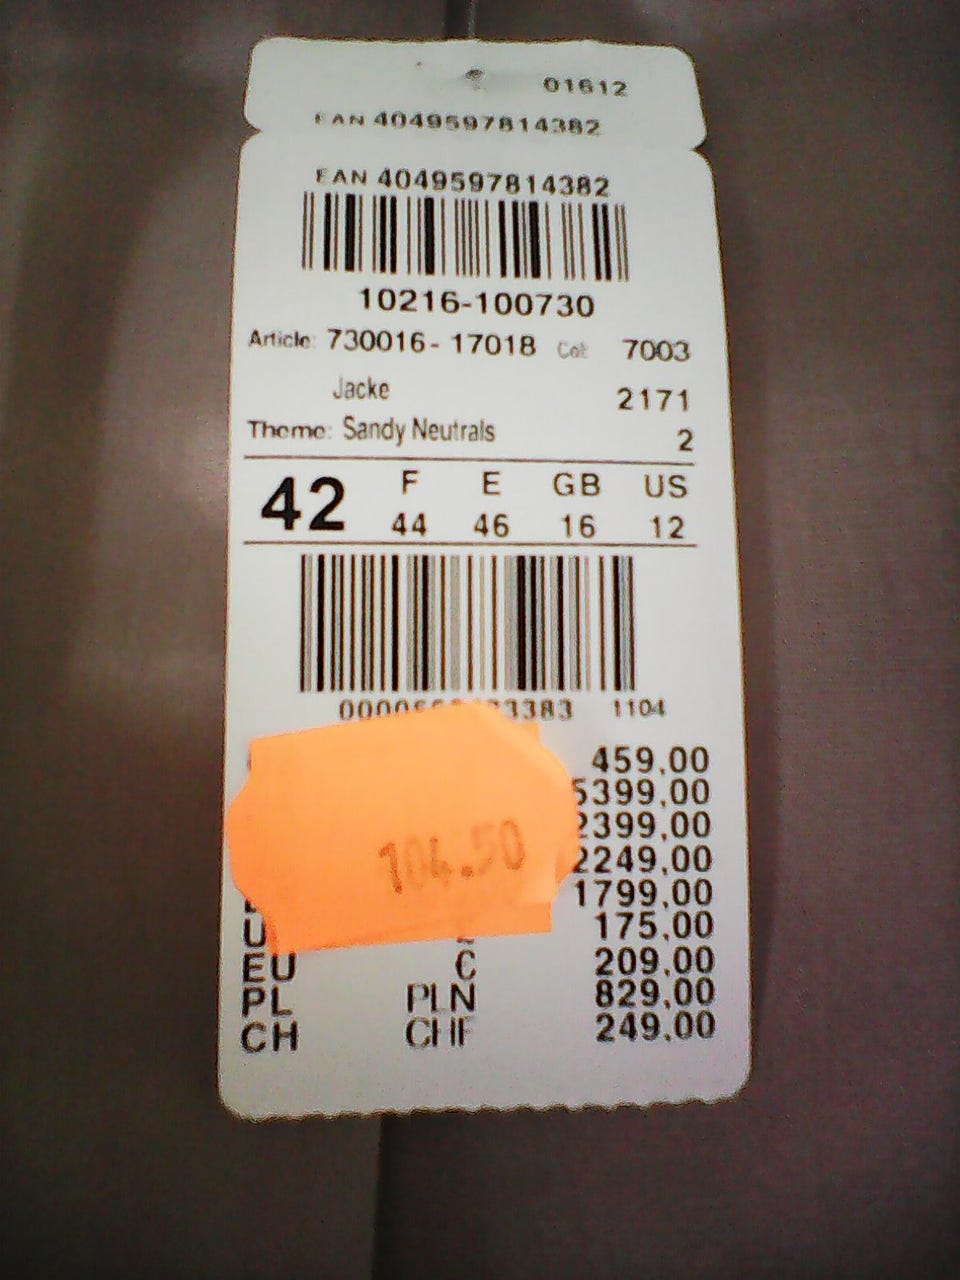 01612
EAN 4049597814382
EAN 4049597814382
10216-100730
Article: 730016- 17018 Col: 7003
Jacke 2171
Theme: Sandy Neutrals 2
42 F E GB US
44 46 16 12
3383 1104
459,00
5399,00
2399,00
2249,00
104.50
1799,00
U 175,00
EU € 209,00
PL PLN 829,00
CH CHF 249,00